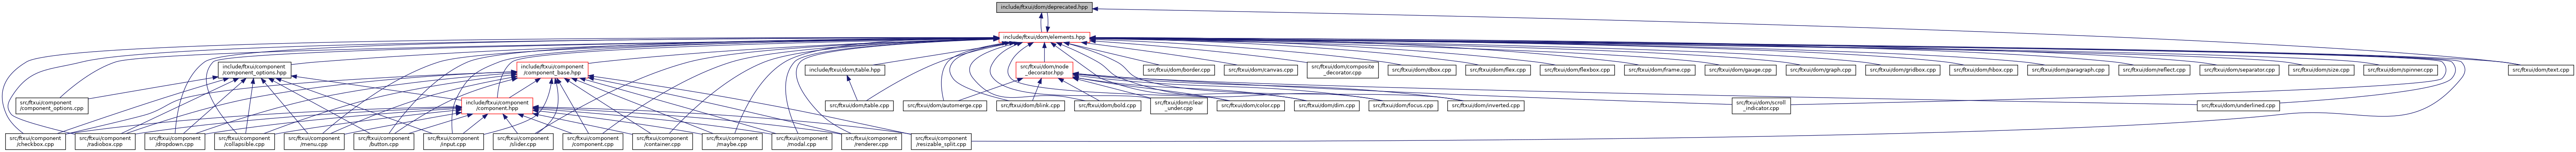 include/ftxui/dom/deprecated.hpp
include/ftxui/dom/elements.hpp
include/ftxui/component
/component_options.hpp
include/ftxui/component
/component_base.hpp
include/ftxui/dom/table.hpp
src/ftxui/dom/node
_decorator.hpp
src/ftxui/dom/border.cpp
src/ftxui/dom/canvas.cpp
src/ftxui/dom/composite
_decorator.cpp
src/ftxui/dom/dbox.cpp
src/ftxui/dom/flex.cpp
src/ftxui/dom/flexbox.cpp
src/ftxui/dom/frame.cpp
src/ftxui/dom/gauge.cpp
src/ftxui/dom/graph.cpp
src/ftxui/dom/gridbox.cpp
src/ftxui/dom/hbox.cpp
src/ftxui/dom/paragraph.cpp
src/ftxui/dom/reflect.cpp
src/ftxui/dom/separator.cpp
src/ftxui/dom/size.cpp
src/ftxui/dom/spinner.cpp
src/ftxui/dom/text.cpp
src/ftxui/component
/component_options.cpp
include/ftxui/component
/component.hpp
src/ftxui/dom/table.cpp
src/ftxui/dom/automerge.cpp
src/ftxui/dom/blink.cpp
src/ftxui/dom/bold.cpp
src/ftxui/dom/clear
_under.cpp
src/ftxui/dom/color.cpp
src/ftxui/dom/dim.cpp
src/ftxui/dom/focus.cpp
src/ftxui/dom/inverted.cpp
src/ftxui/dom/scroll
_indicator.cpp
src/ftxui/dom/underlined.cpp
src/ftxui/component
/checkbox.cpp
src/ftxui/component
/radiobox.cpp
src/ftxui/component
/dropdown.cpp
src/ftxui/component
/collapsible.cpp
src/ftxui/component
/menu.cpp
src/ftxui/component
/button.cpp
src/ftxui/component
/input.cpp
src/ftxui/component
/slider.cpp
src/ftxui/component
/component.cpp
src/ftxui/component
/container.cpp
src/ftxui/component
/maybe.cpp
src/ftxui/component
/modal.cpp
src/ftxui/component
/renderer.cpp
src/ftxui/component
/resizable_split.cpp